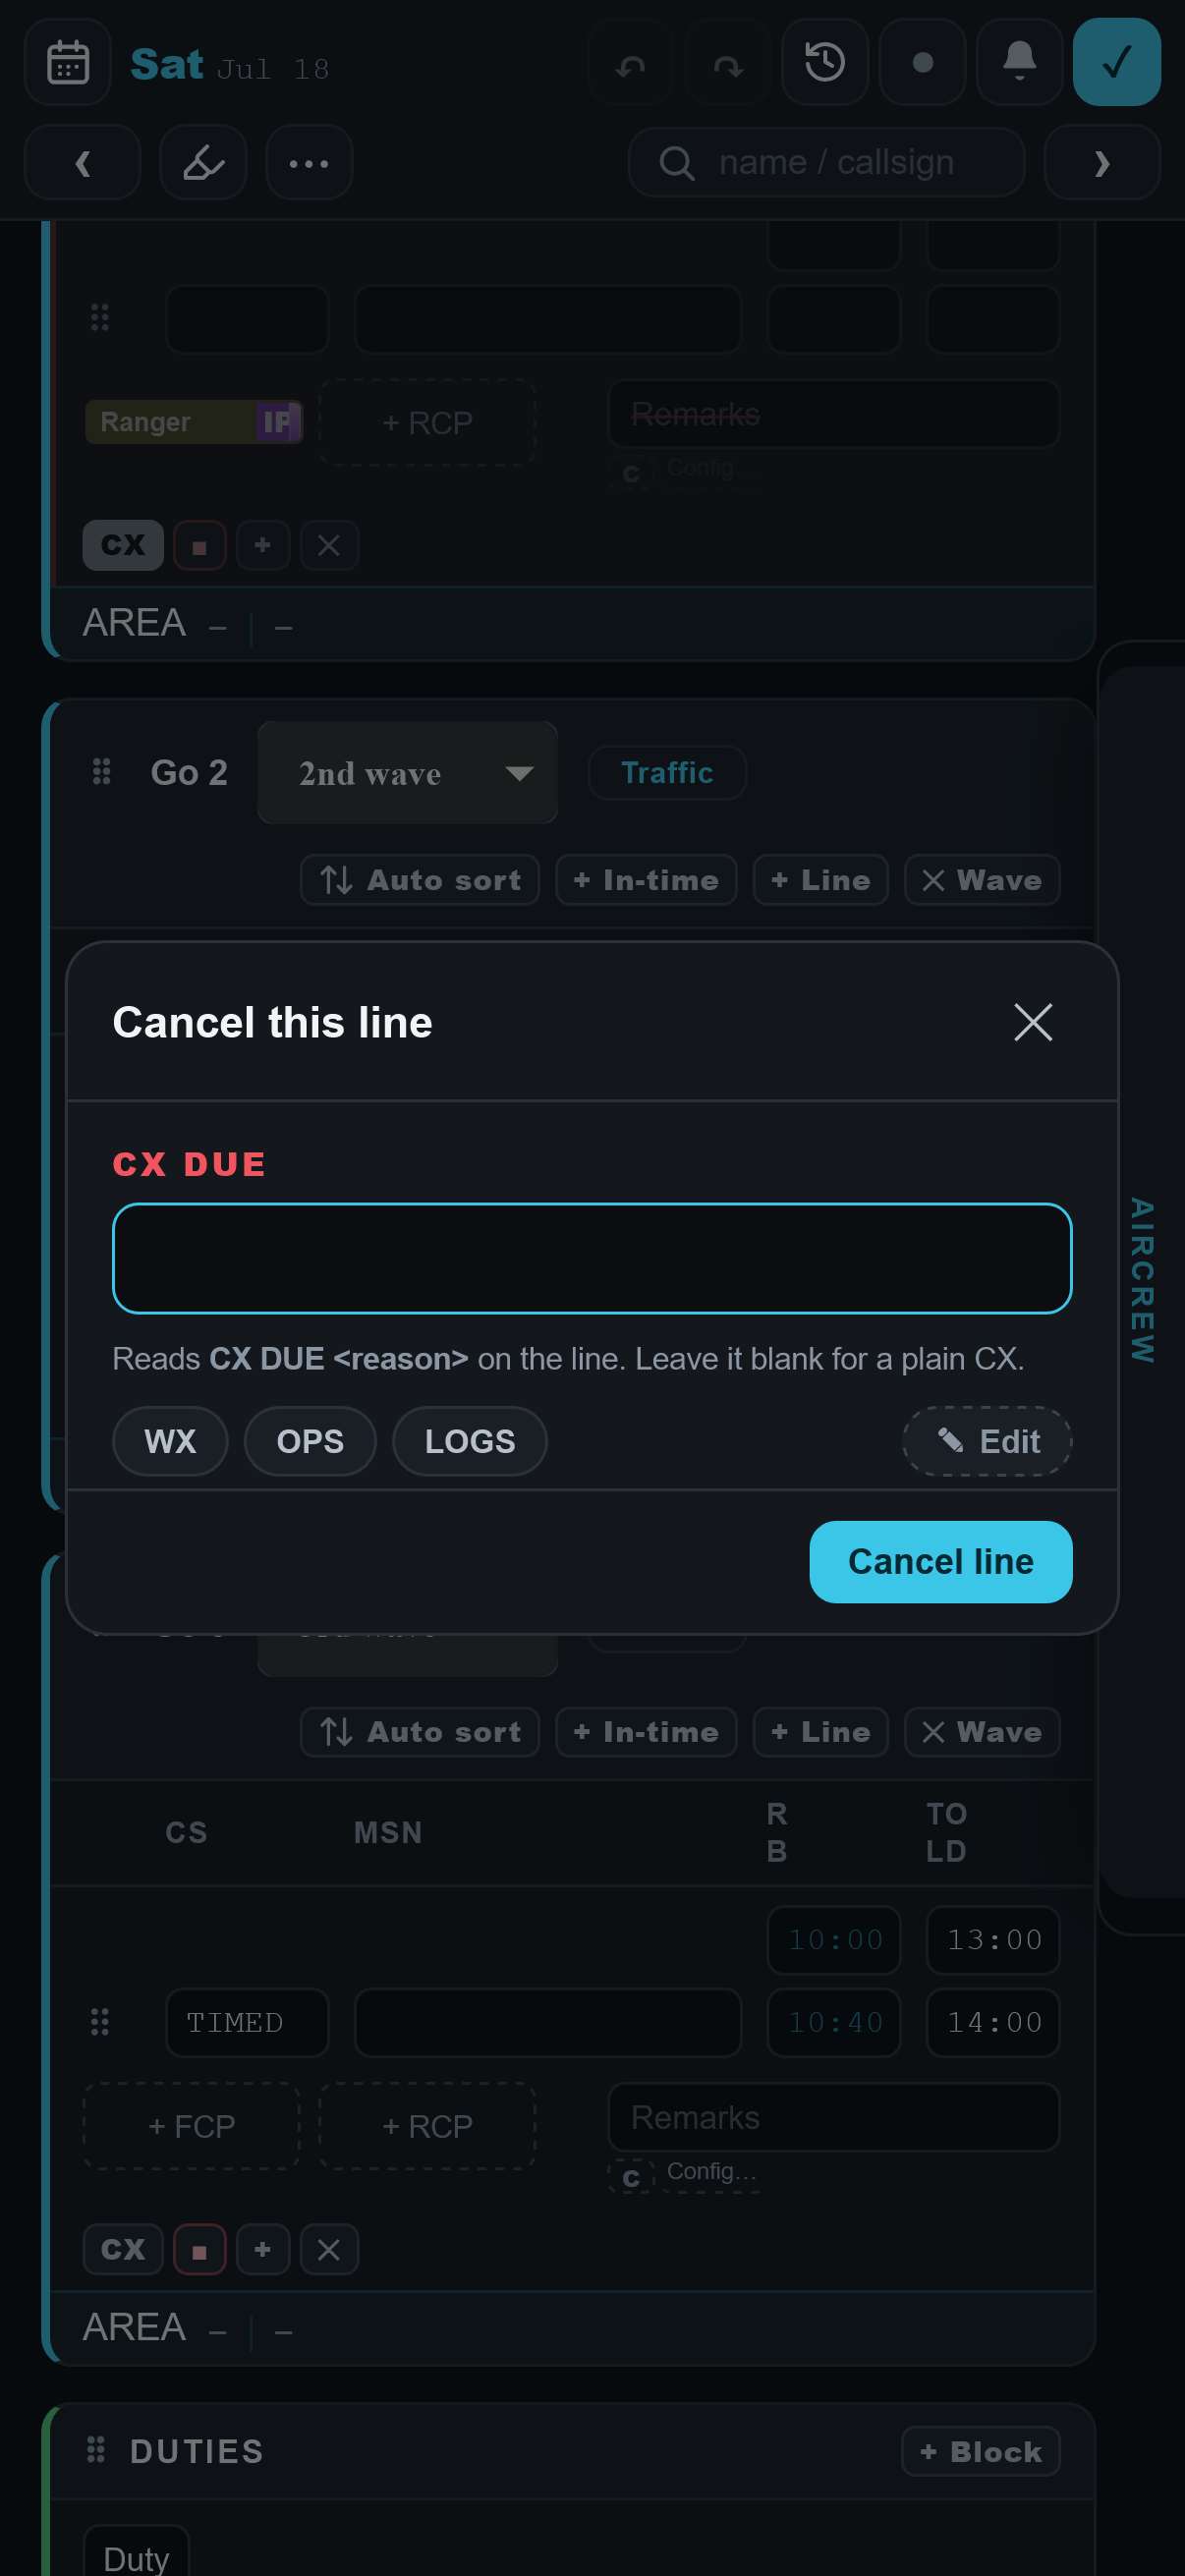 Sat Jul 18
name / callsign
Ranger IP + RCP Remarks
C Config...
CX + ×
AREA – | –
Go 2 2nd wave Traffic
Auto sort + In-time + Line × Wave
Cancel this line
CX DUE
Reads CX DUE <reason> on the line. Leave it blank for a plain CX.
WX OPS LOGS Edit
Cancel line
AIRCREW
Auto sort + In-time + Line × Wave
CS MSN R TO
B LD
10:00 13:00
TIMED 10:40 14:00
+ FCP + RCP Remarks
C Config...
CX + ×
AREA – | –
DUTIES + Block
Duty